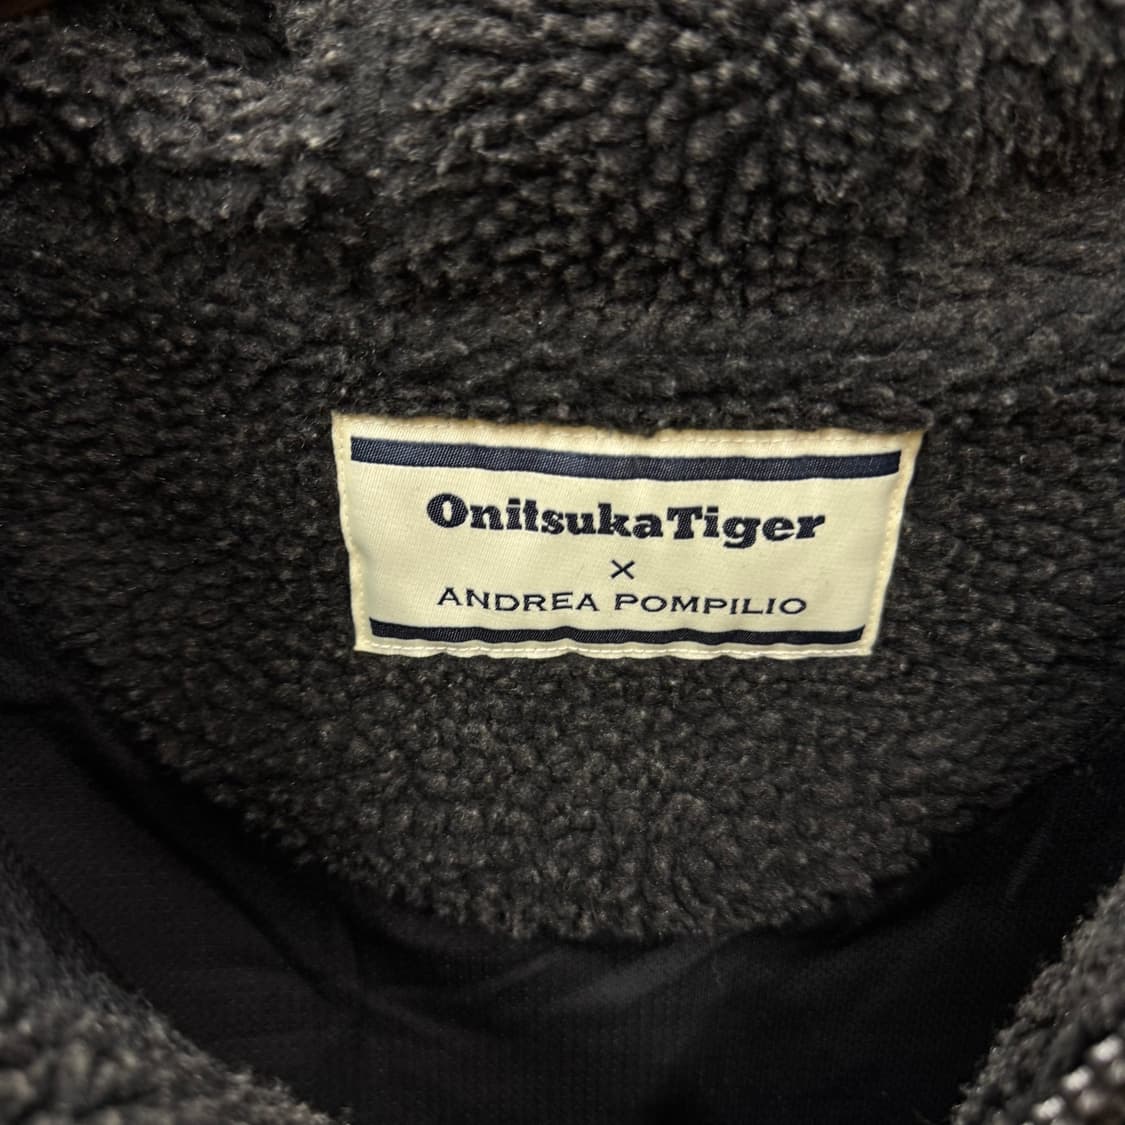 OnitsukaTiger
×
ANDREA POMPILIO